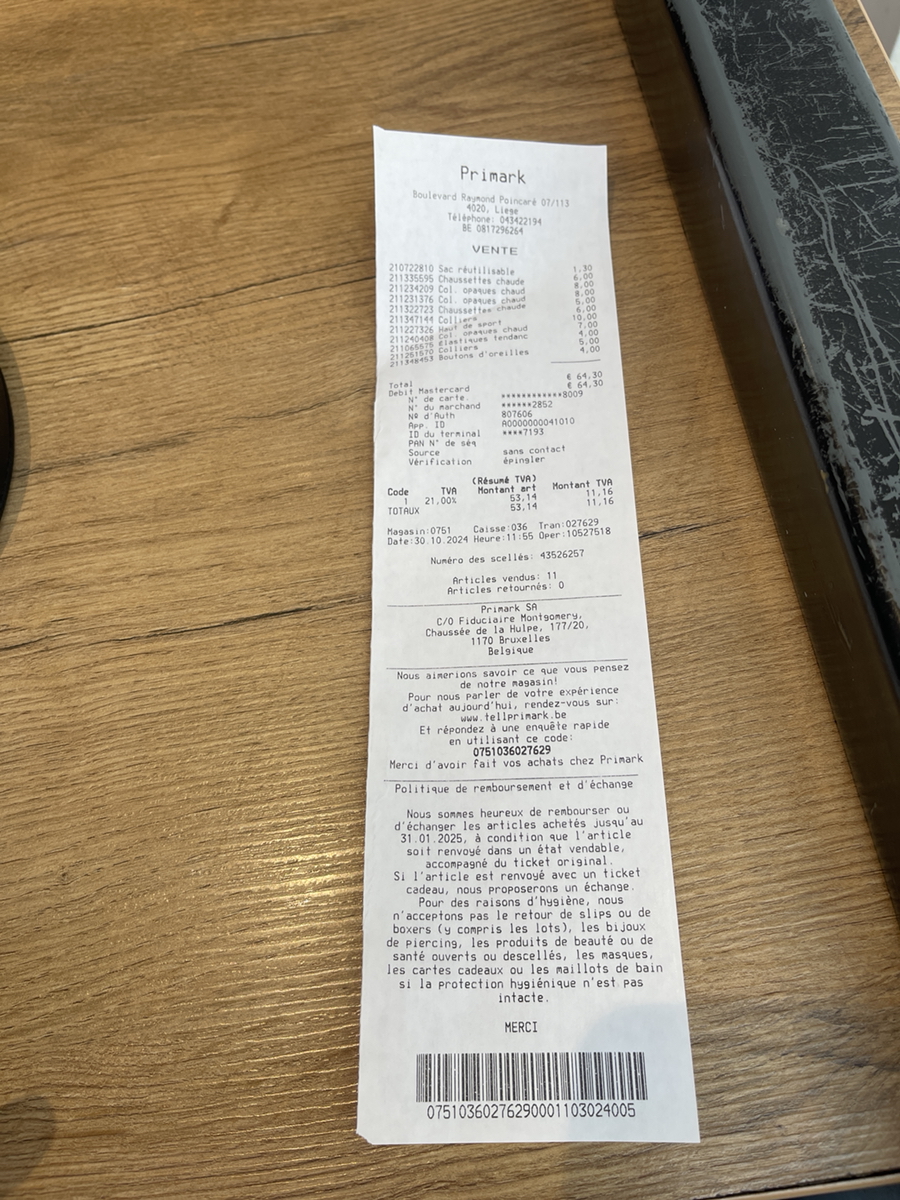 Primark
Boulevard Raymond Poincaré 07/113
4020, Liege
Téléphone: 043422194
BE 0817296264
VENTE
210722810 Sac réutilisable 1,30
211335595 Chaussettes chaude 6,00
211234209 Col. opaques chaud 8,00
211231376 Col. opaques chaud 8,00
211322723 Chaussettes chaude 5,00
211347144 Colliers 6,00
211227326 Haut de sport 10,00
211240408 Col. opaques chaud 7,00
211065575 Elastiques tendanc 4,00
211251570 Colliers 5,00
211348453 Boutons d'oreilles 4,00
Total € 64,30
Debit Mastercard € 64,30
N° de carte. ************8009
N° du marchand ******2852
Nº d'Auth 807606
App. ID A0000000041010
ID du terminal ****7193
PAN N° de séq
Source sans contact
Vérification épingler
(Résumé TVA)
Code TVA Montant art Montant TVA
1 21,00% 53,14 11,16
TOTAUX 53,14 11,16
Magasin:0751 Caisse:036 Tran:027629
Date:30.10.2024 Heure:11:55 Oper:10527518
Numéro des scellés: 43526257
Articles vendus: 11
Articles retournés: 0
Primark SA
C/O Fiduciaire Montgomery,
Chaussée de la Hulpe, 177/20,
1170 Bruxelles
Belgique
Nous aimerions savoir ce que vous pensez
de notre magasin!
Pour nous parler de votre expérience
d'achat aujourd'hui, rendez-vous sur:
www.tellprimark.be
Et répondez à une enquête rapide
en utilisant ce code:
0751036027629
Merci d'avoir fait vos achats chez Primark
Politique de remboursement et d'échange
Nous sommes heureux de rembourser ou
d'échanger les articles achetés jusqu'au
31.01.2025, à condition que l'article
soit renvoyé dans un état vendable,
accompagné du ticket original.
Si l'article est renvoyé avec un ticket
cadeau, nous proposerons un échange.
Pour des raisons d'hygiène, nous
n'acceptons pas le retour de slips ou de
boxers (y compris les lots), les bijoux
de piercing, les produits de beauté ou de
santé ouverts ou descellés, les masques,
les cartes cadeaux ou les maillots de bain
si la protection hygiénique n'est pas
intacte.
MERCI
07510360276290001103024005